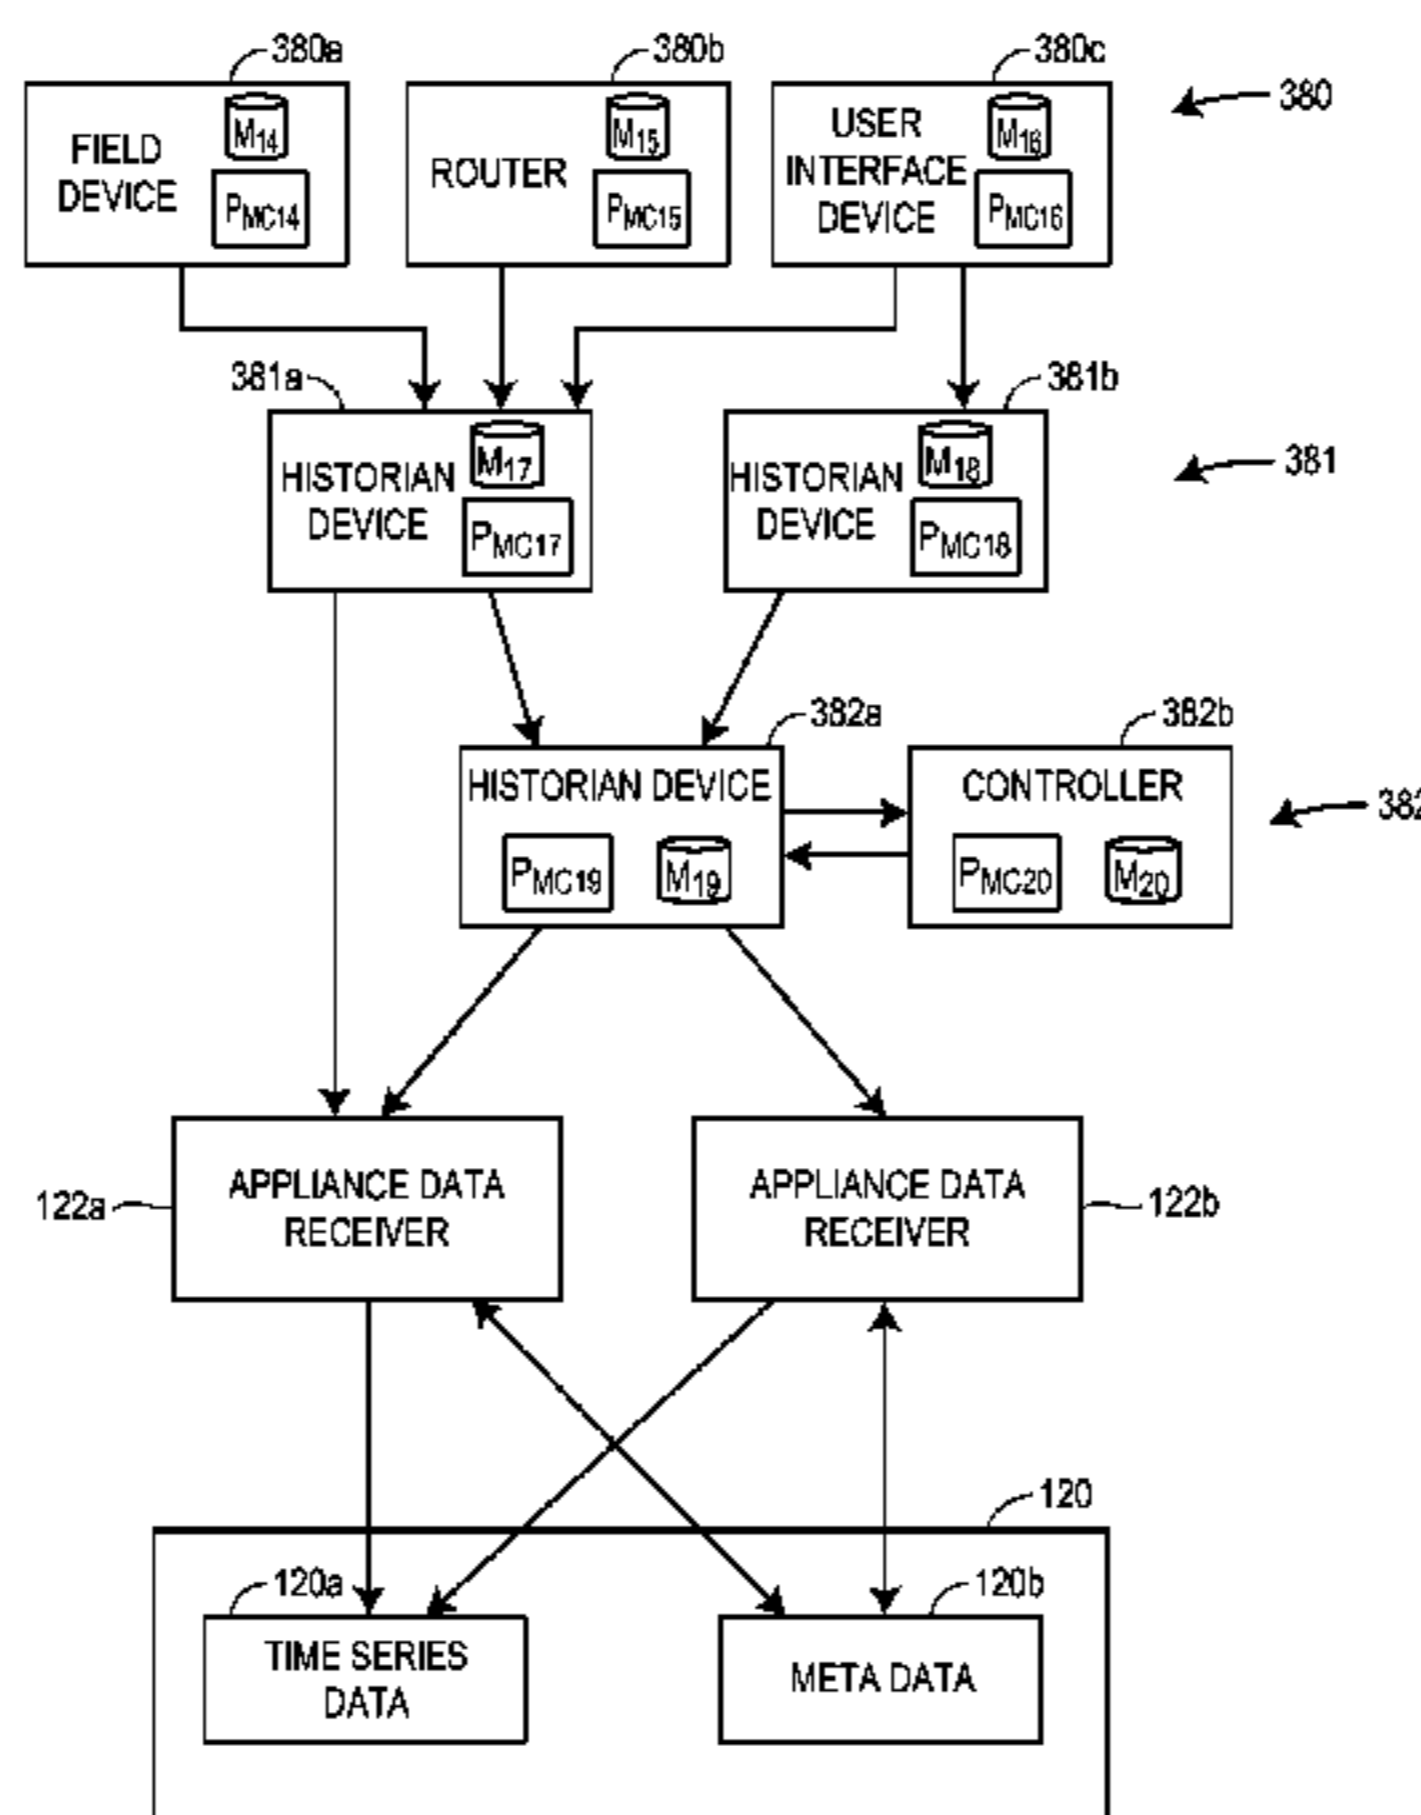 380a
380b
380c
380
FIELD
DEVICE
M14
PMC14
ROUTER
M15
PMC15
USER
INTERFACE
DEVICE
M16
PMC16
381a
381b
381
HISTORIAN
DEVICE
M17
PMC17
HISTORIAN
DEVICE
M18
PMC18
382a
382b
382
HISTORIAN DEVICE
PMC19
M19
CONTROLLER
PMC20
M20
122a
APPLIANCE DATA
RECEIVER
APPLIANCE DATA
RECEIVER
122b
120
120a
120b
TIME SERIES
DATA
META DATA